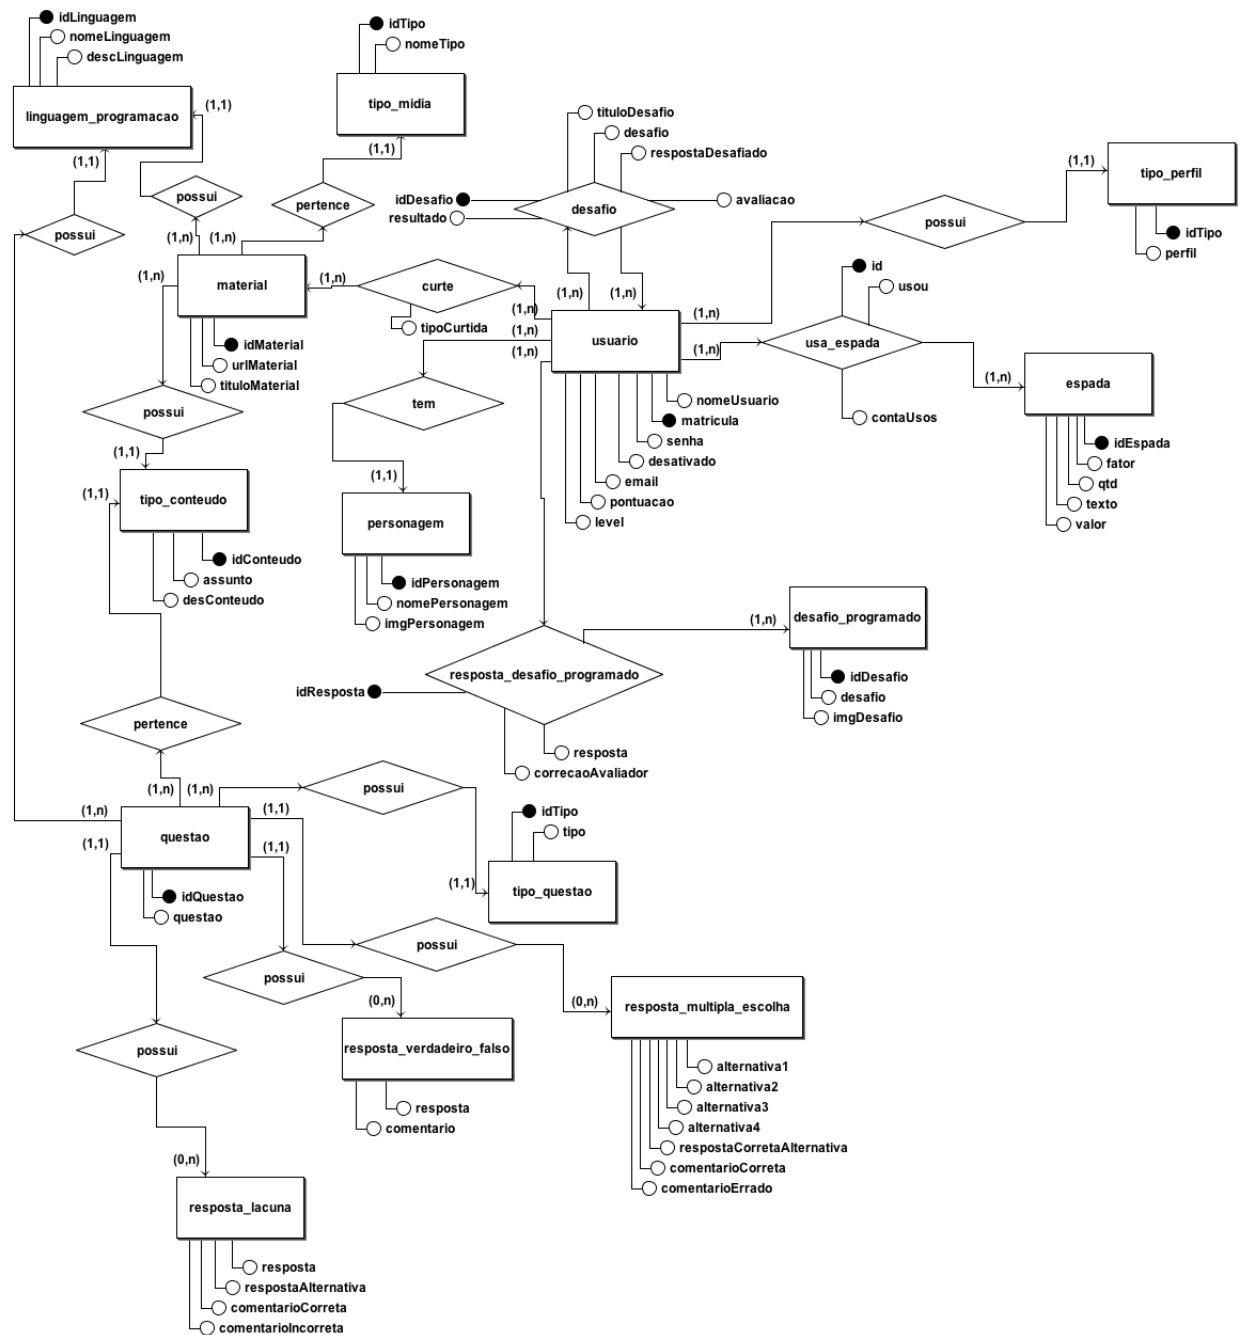 idLinguagem
nomeLinguagem
descLinguagem
linguagem_programacao
(1,1)
(1,1)
possui
possui
(1,n)
(1,n)
idTipo
nomeTipo
tipo_midia
(1,1)
pertence
tituloDesafio
desafio
respostaDesafiado
idDesafio
resultado
desafio
avaliacao
(1,n)
(1,n)
possui
(1,1)
tipo_perfil
idTipo
perfil
(1,n)
material
(1,n)
curte
(1,n)
tipoCurtida
idMaterial
urlMaterial
tituloMaterial
usuario
(1,n)
(1,n)
(1,n)
(1,n)
nomeUsuario
matricula
senha
desativado
email
pontuacao
level
id
usou
usa_espada
contaUsos
(1,n)
espada
idEspada
fator
qtd
texto
valor
possui
(1,1)
(1,1)
tipo_conteudo
idConteudo
assunto
desConteudo
tem
(1,1)
personagem
idPersonagem
nomePersonagem
imgPersonagem
resposta_desafio_programado
idResposta
resposta
correcaoAvaliador
(1,n)
desafio_programado
idDesafio
desafio
imgDesafio
pertence
(1,n)
(1,n)
(1,n)
questao
(1,1)
(1,1)
(1,1)
idQuestao
questao
possui
idTipo
tipo
(1,1)
tipo_questao
possui
(0,n)
resposta_multipla_escolha
alternativa1
alternativa2
alternativa3
alternativa4
respostaCorretaAlternativa
comentarioCorreta
comentarioErrado
possui
(0,n)
resposta_verdadeiro_falso
resposta
comentario
possui
(0,n)
resposta_lacuna
resposta
respostaAlternativa
comentarioCorreta
comentarioIncorreta